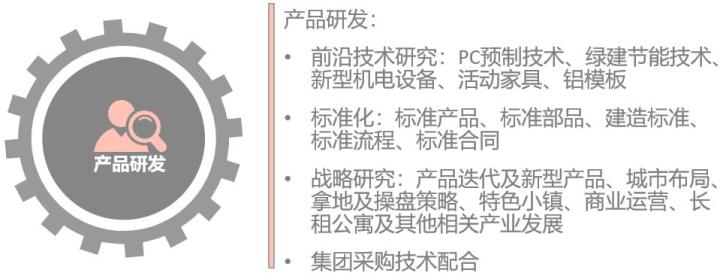 产品研发
产品研发：
• 前沿技术研究：PC预制技术、绿建节能技术、
新型机电设备、活动家具、铝模板
• 标准化：标准产品、标准部品、建造标准、
标准流程、标准合同
• 战略研究：产品迭代及新型产品、城市布局、
拿地及操盘策略、特色小镇、商业运营、长
租公寓及其他相关产业发展
• 集团采购技术配合